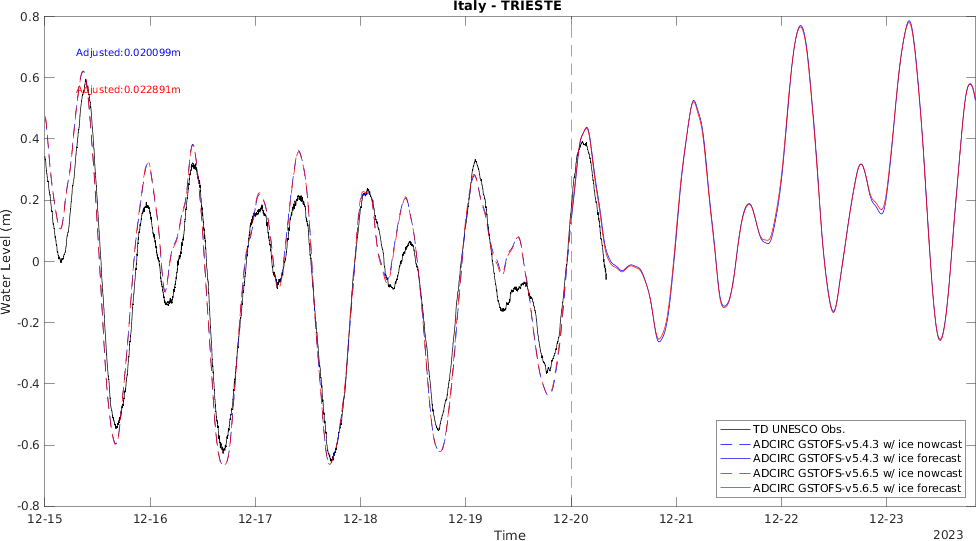 Italy - TRIESTE
Adjusted:0.020099m
Adjusted:0.022891m
0.8
0.6
0.4
0.2
0
-0.2
-0.4
-0.6
-0.8
Water Level (m)
12-15 12-16 12-17 12-18 12-19 12-20 12-21 12-22 12-23
Time
2023
TD UNESCO Obs.
ADCIRC GSTOFS-v5.4.3 w/ ice nowcast
ADCIRC GSTOFS-v5.4.3 w/ ice forecast
ADCIRC GSTOFS-v5.6.5 w/ ice nowcast
ADCIRC GSTOFS-v5.6.5 w/ ice forecast